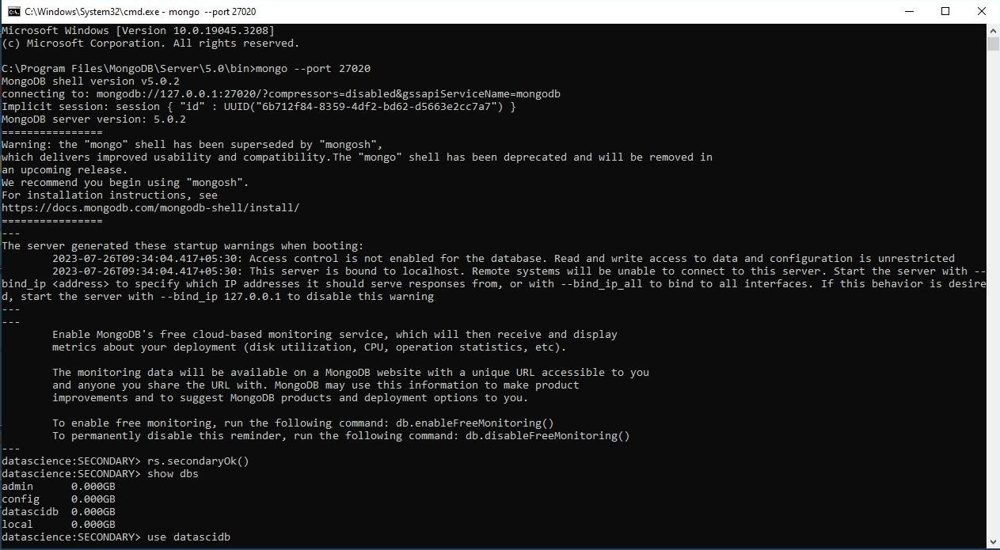 C:\Windows\System32\cmd.exe - mongo --port 27020
Microsoft Windows [Version 10.0.19045.3208]
(c) Microsoft Corporation. All rights reserved.
C:\Program Files\MongoDB\Server\5.0\bin>mongo --port 27020
MongoDB shell version v5.0.2
connecting to: mongodb://127.0.0.1:27020/?compressors=disabled&gssapiServiceName=mongodb
Implicit session: session { "id" : UUID("6b712f84-8359-4df2-bd62-d5663e2cc7a7") }
MongoDB server version: 5.0.2
================
Warning: the "mongo" shell has been superseded by "mongosh",
which delivers improved usability and compatibility.The "mongo" shell has been deprecated and will be removed in
an upcoming release.
We recommend you begin using "mongosh".
For installation instructions, see
https://docs.mongodb.com/mongodb-shell/install/
================
---
The server generated these startup warnings when booting:
        2023-07-26T09:34:04.417+05:30: Access control is not enabled for the database. Read and write access to data and configuration is unrestricted
        2023-07-26T09:34:04.417+05:30: This server is bound to localhost. Remote systems will be unable to connect to this server. Start the server with --
bind_ip <address> to specify which IP addresses it should serve responses from, or with --bind_ip_all to bind to all interfaces. If this behavior is desire
d, start the server with --bind_ip 127.0.0.1 to disable this warning
---
---
        Enable MongoDB's free cloud-based monitoring service, which will then receive and display
        metrics about your deployment (disk utilization, CPU, operation statistics, etc).
        The monitoring data will be available on a MongoDB website with a unique URL accessible to you
        and anyone you share the URL with. MongoDB may use this information to make product
        improvements and to suggest MongoDB products and deployment options to you.
        To enable free monitoring, run the following command: db.enableFreeMonitoring()
        To permanently disable this reminder, run the following command: db.disableFreeMonitoring()
---
datascience:SECONDARY> rs.secondaryOk()
datascience:SECONDARY> show dbs
admin      0.000GB
config     0.000GB
datascidb  0.000GB
local      0.000GB
datascience:SECONDARY> use datascidb